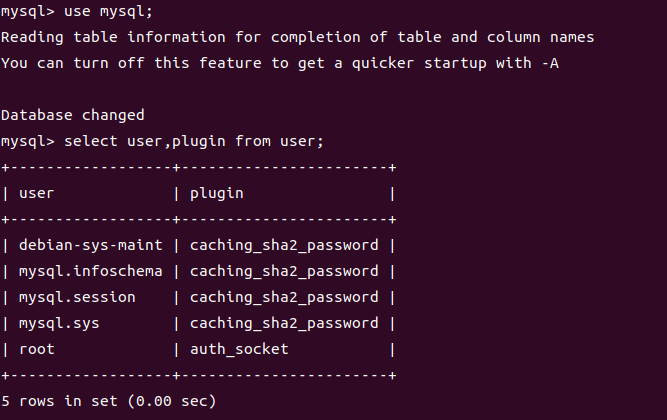 mysql> use mysql;
Reading table information for completion of table and column names
You can turn off this feature to get a quicker startup with -A

Database changed
mysql> select user,plugin from user;
+------------------+-----------------------+
| user             | plugin                |
+------------------+-----------------------+
| debian-sys-maint | caching_sha2_password |
| mysql.infoschema | caching_sha2_password |
| mysql.session    | caching_sha2_password |
| mysql.sys        | caching_sha2_password |
| root             | auth_socket           |
+------------------+-----------------------+
5 rows in set (0.00 sec)